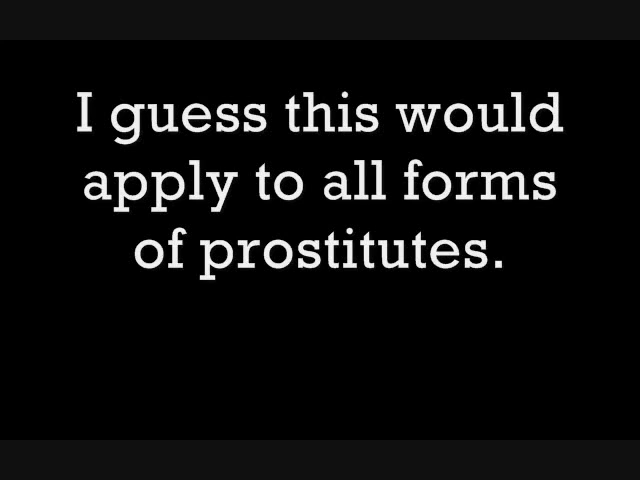 I guess this would
apply to all forms
of prostitutes.